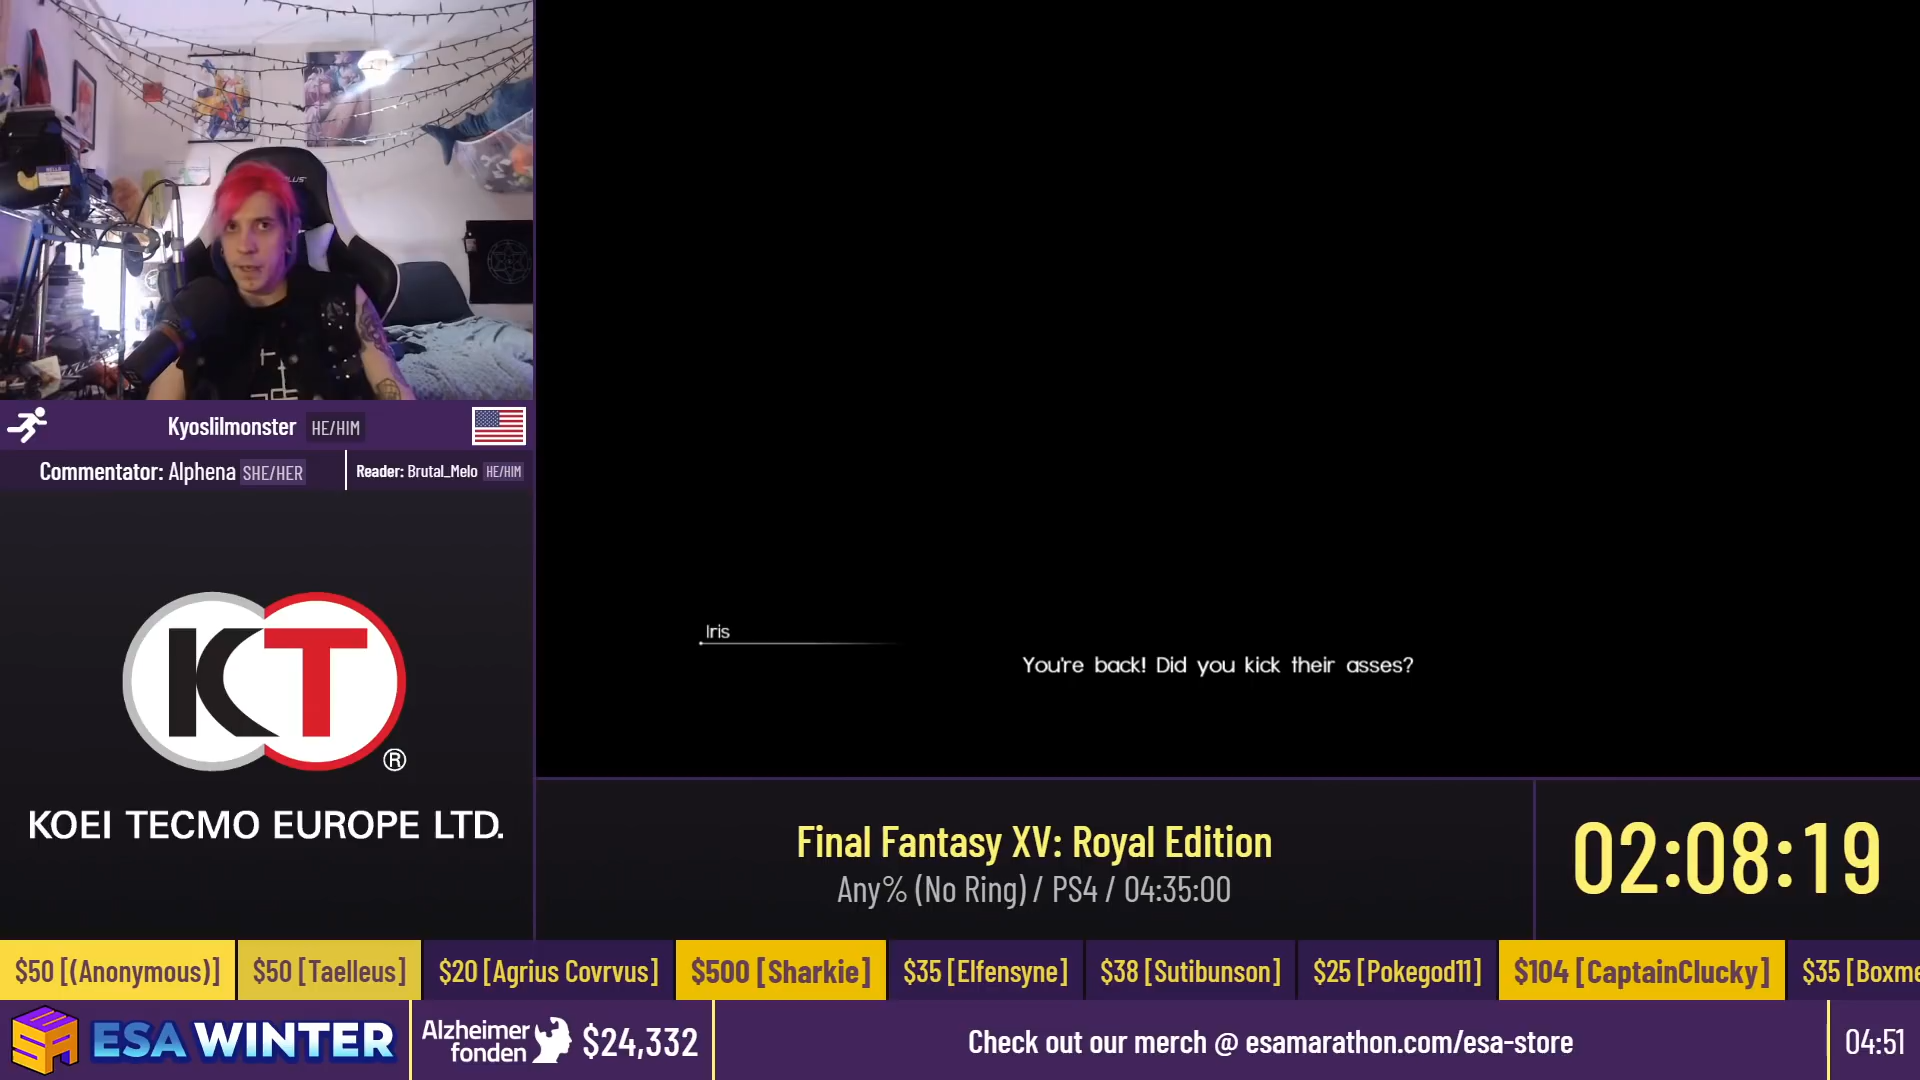 Kyoslilmonster HE/HIM
Commentator: Alphena SHE/HER
Reader: Brutal_Melo HE/HIM
KT
®
KOEI TECMO EUROPE LTD.
Iris
You're back! Did you kick their asses?
Final Fantasy XV: Royal Edition
Any% (No Ring) / PS4 / 04:35:00
02:08:19
$50 [(Anonymous)]
$50 [Taelleus]
$20 [Agrius Covrvus]
$500 [Sharkie]
$35 [Elfensyne]
$38 [Sutibunson]
$25 [Pokegod11]
$104 [CaptainClucky]
$35 [Boxme
ESA WINTER
Alzheimer
fonden
$24,332
Check out our merch @ esamarathon.com/esa-store
04:51